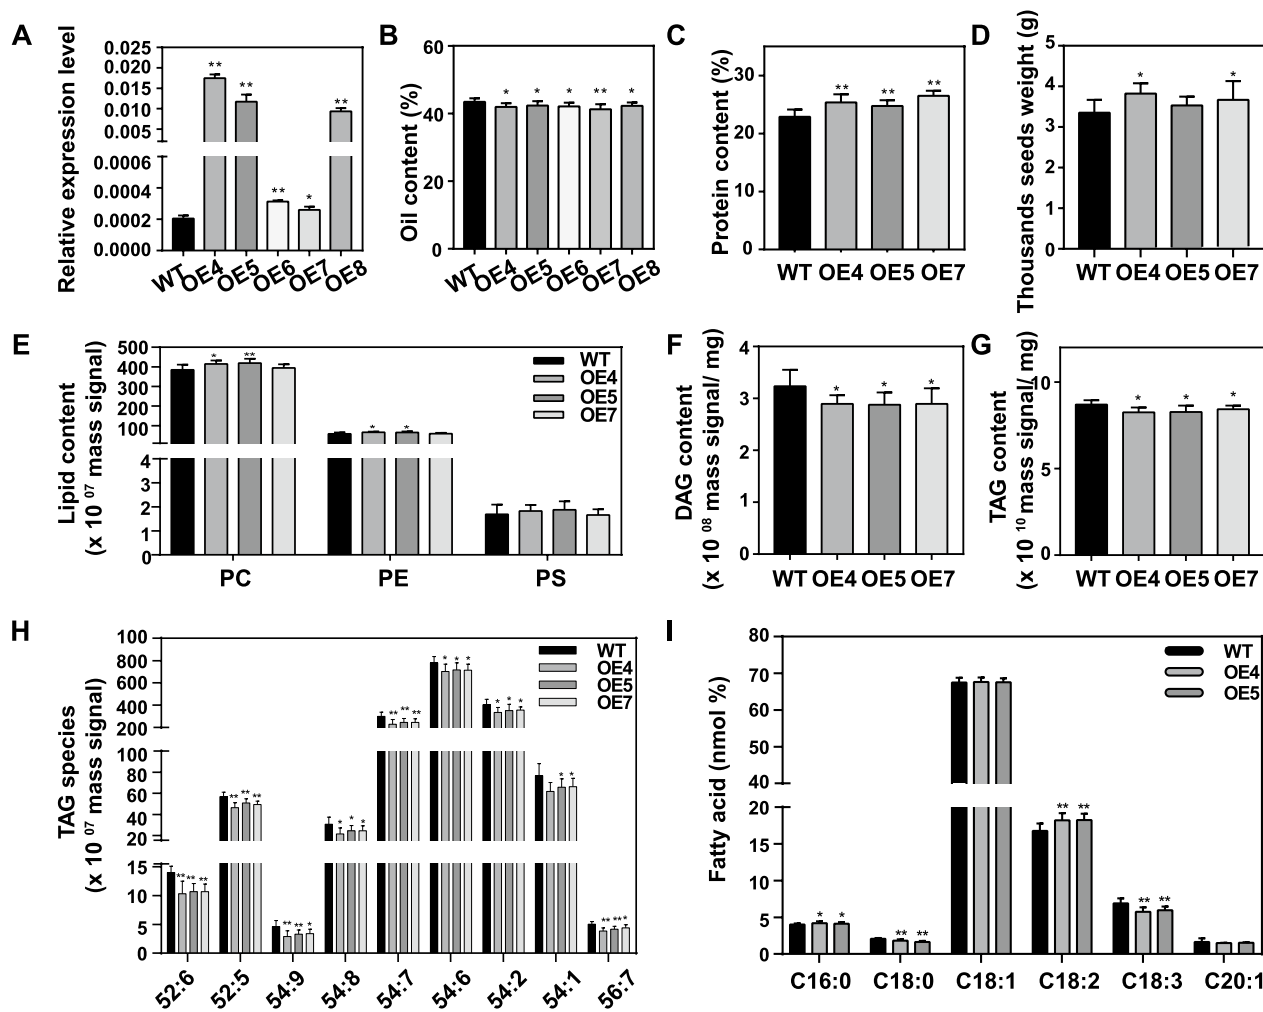 A
Relative expression level
0.025
0.020
0.015
0.010
0.005
0.0006
0.0004
0.0002
0.0000
** ** ** * **
WT OE4 OE5 OE6 OE7 OE8
B
Oil content (%)
60
40
20
0
* * * ** *
WT OE4 OE5 OE6 OE7 OE8
C
Protein content (%)
30
20
10
0
** ** **
WT OE4 OE5 OE7
D
Thousands seeds weight (g)
5
4
3
2
1
0
* *
WT OE4 OE5 OE7
E
Lipid content
(x 10 07 mass signal)
500
400
300
200
100
4
3
2
1
0
* **
* *
WT
OE4
OE5
OE7
PC PE PS
F
DAG content
(x 10 08 mass signal/ mg)
4
3
2
1
0
* * *
WT OE4 OE5 OE7
G
TAG content
(x 10 10 mass signal/ mg)
10
5
0
* * *
WT OE4 OE5 OE7
H
TAG species
(x 10 07 mass signal)
100
800
600
400
200
100
80
60
40
20
15
10
5
0
** ** **
** ** **
** ** *
* * *
** ** **
* * *
* * *
* *
** ** *
WT
OE4
OE5
OE7
52:6 52:5 54:9 54:8 54:7 54:6 54:2 54:1 56:7
I
Fatty acid (nmol %)
80
70
60
50
40
20
15
10
5
0
* *
** **
** **
** **
WT
OE4
OE5
C16:0 C18:0 C18:1 C18:2 C18:3 C20:1